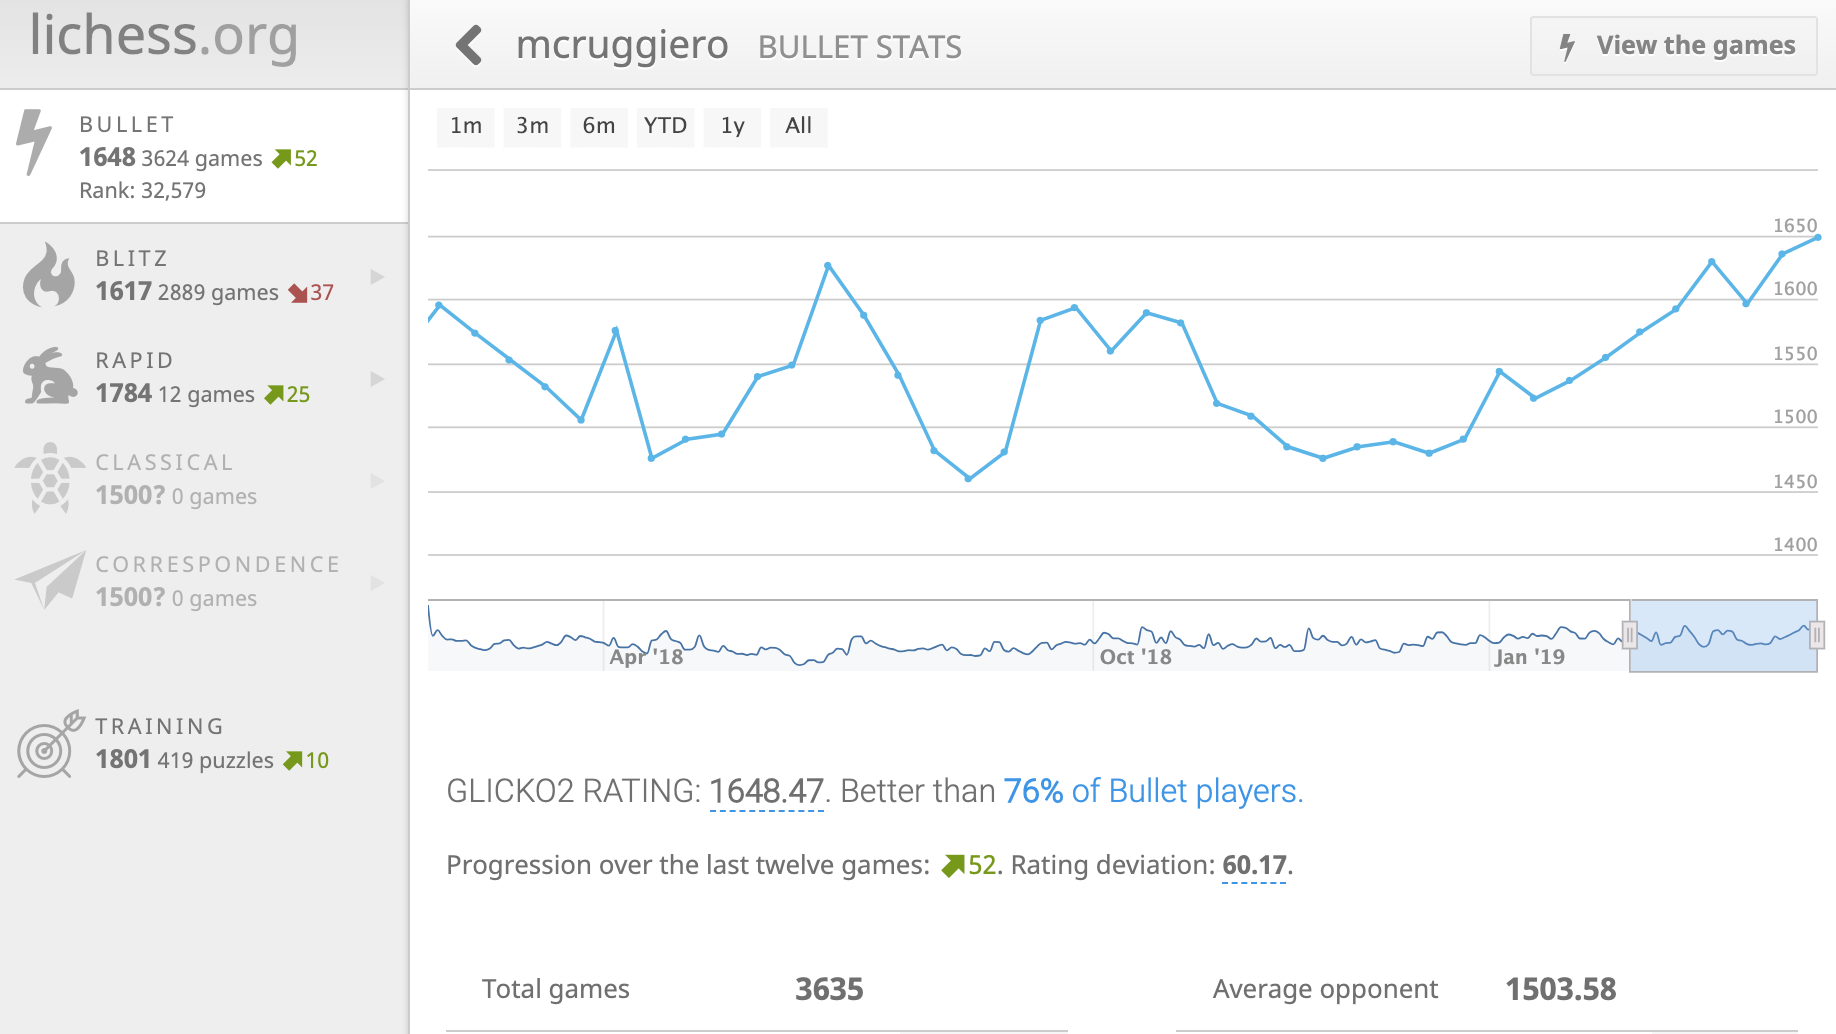 lichess.org
mcruggiero BULLET STATS
View the games
BULLET
1648 3624 games 52
Rank: 32,579
BLITZ
1617 2889 games 37
RAPID
1784 12 games 25
CLASSICAL
1500? 0 games
CORRESPONDENCE
1500? 0 games
TRAINING
1801 419 puzzles 10
1m 3m 6m YTD 1y All
1650
1600
1550
1500
1450
1400
Apr '18 Oct '18 Jan '19
GLICKO2 RATING: 1648.47. Better than 76% of Bullet players.
Progression over the last twelve games: 52. Rating deviation: 60.17.
Total games 3635
Average opponent 1503.58